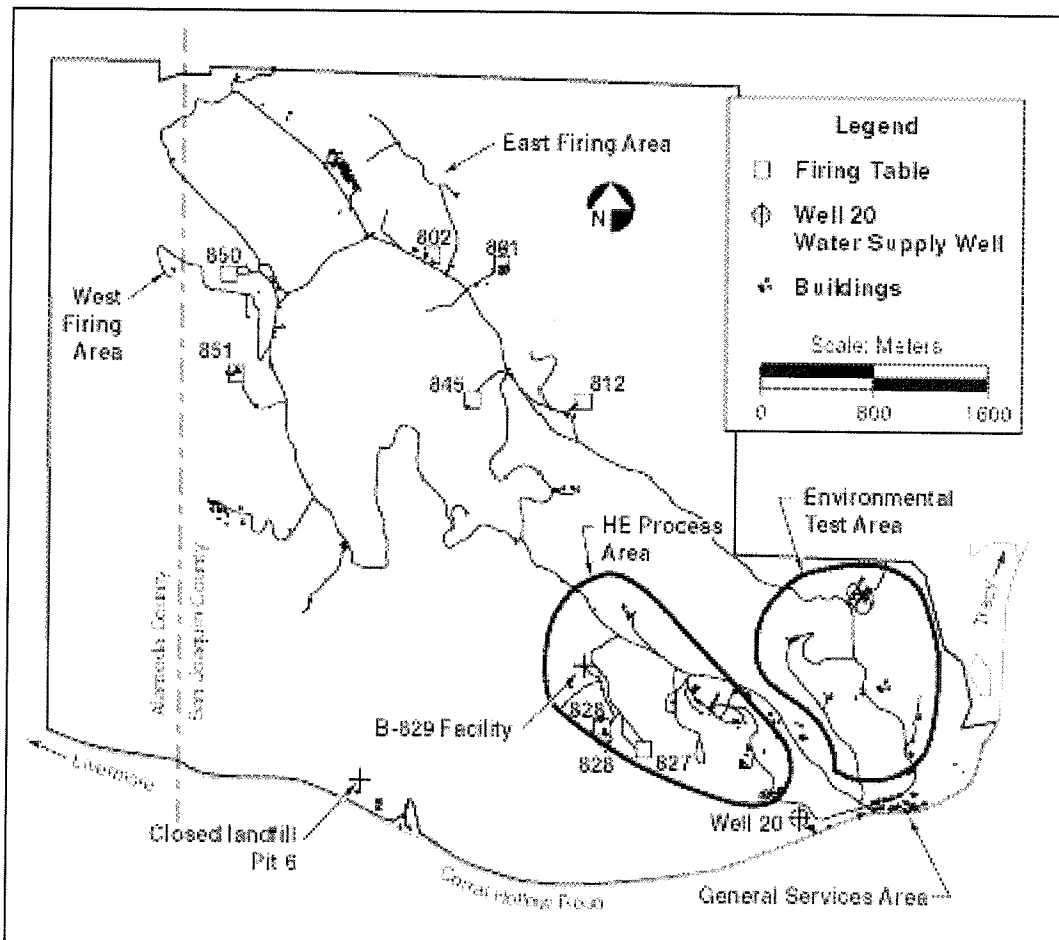 East Firing Area
Legend
Firing Table
Well 20
Water Supply Well
Buildings
Scale: Meters
0 800 1600
N
802
801
850
West
Firing
Area
851
845
812
Environmental
Test Area
HE Process
Area
Tracy
Alameda County
San Joaquin County
B-829 Facility
828
826
827
Livermore
Closed landfill
Pit 6
Well 20
Corral Hollow Road
General Services Area